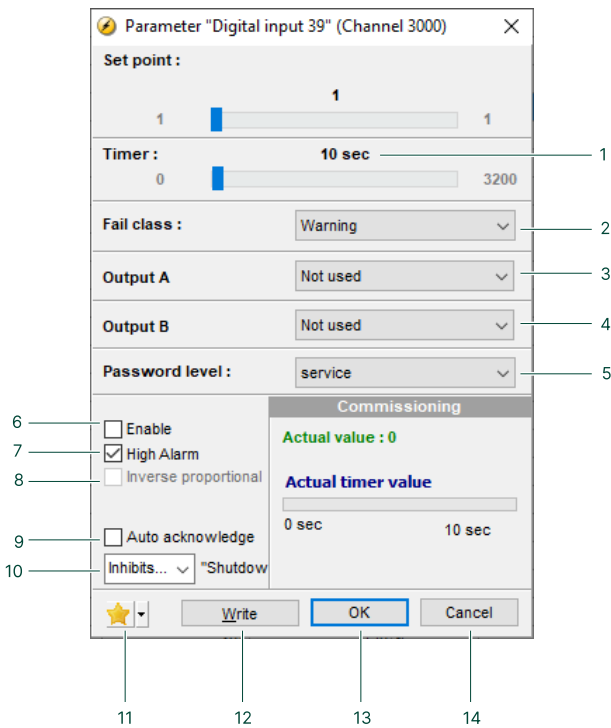 Parameter "Digital input 39" (Channel 3000)
Set point :
1
1 1
Timer : 10 sec 1
0 3200
Fail class : Warning 2
Output A Not used 3
Output B Not used 4
Password level : service 5
Commissioning
6 Enable
Actual value : 0
7 High Alarm
8 Inverse proportional
Actual timer value
0 sec 10 sec
9 Auto acknowledge
10 Inhibits... "Shutdow
Write OK Cancel
11 12 13 14